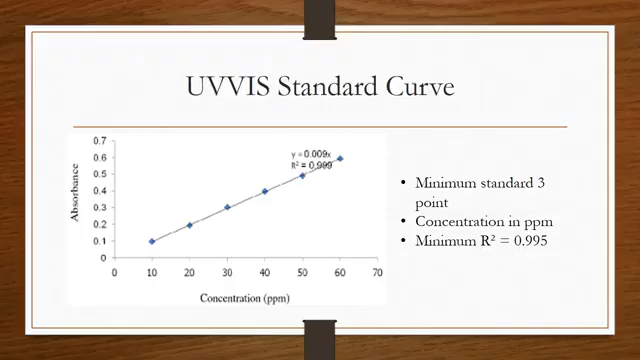 UVVIS Standard Curve
0.7
0.6
0.5
0.4
0.3
0.2
0.1
0
Absorbance
y = 0.009x
R² = 0.999
0 10 20 30 40 50 60 70
Concentration (ppm)
• Minimum standard 3
point
• Concentration in ppm
• Minimum R² = 0.995